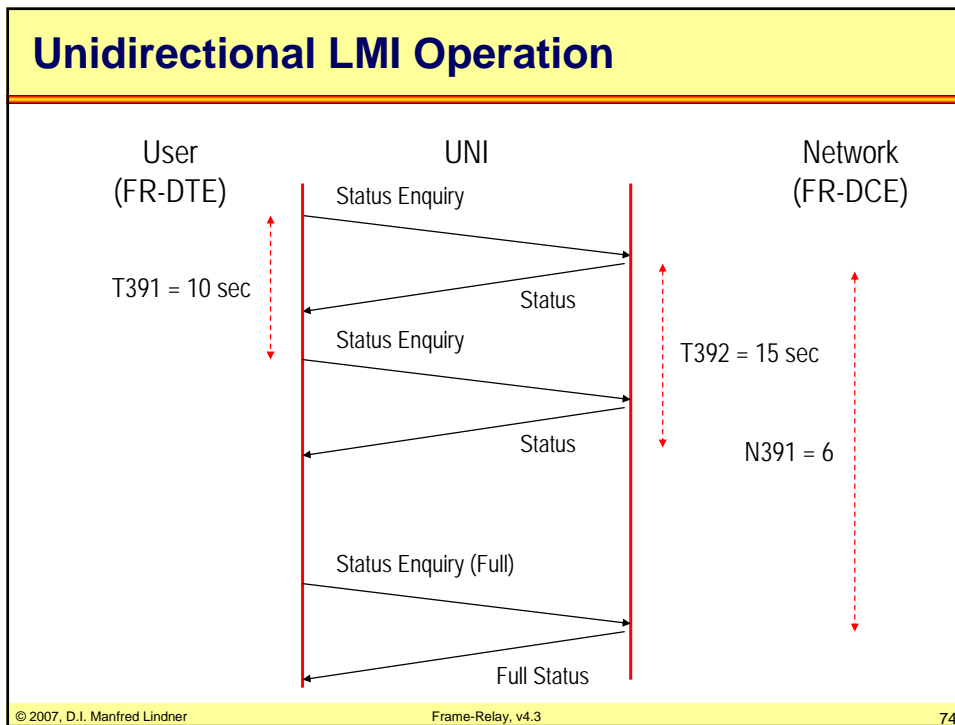 Unidirectional LMI Operation
User
(FR-DTE)
UNI
Network
(FR-DCE)
Status Enquiry
T391 = 10 sec
Status
Status Enquiry
T392 = 15 sec
Status
N391 = 6
Status Enquiry (Full)
Full Status
© 2007, D.I. Manfred Lindner
Frame-Relay, v4.3
74